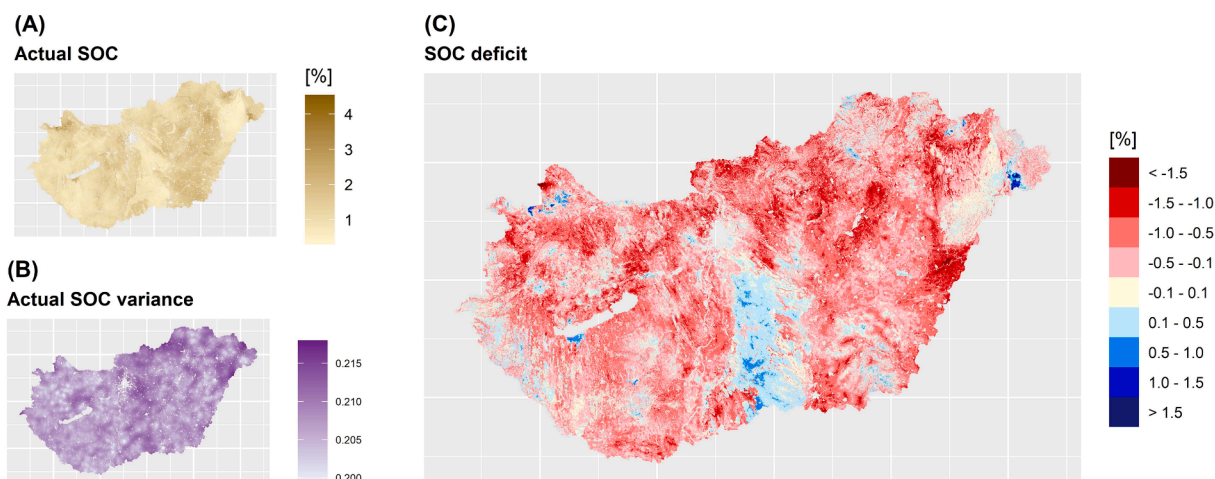 (A)
Actual SOC
[%]
4
3
2
1
(B)
Actual SOC variance
0.215
0.210
0.205
0.200
(C)
SOC deficit
[%]
< -1.5
-1.5 - -1.0
-1.0 - -0.5
-0.5 - -0.1
-0.1 - 0.1
0.1 - 0.5
0.5 - 1.0
1.0 - 1.5
> 1.5